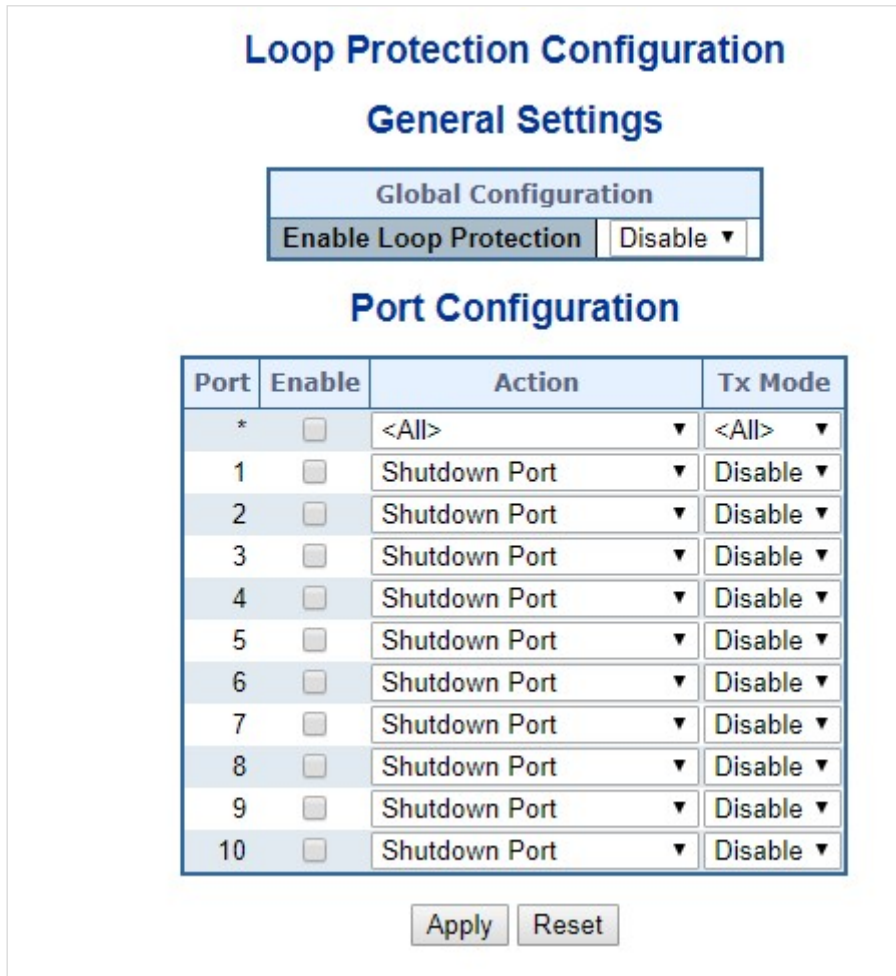 Loop Protection Configuration
General Settings
Global Configuration
Enable Loop Protection Disable
Port Configuration
Port Enable Action Tx Mode
* <All> <All>
1 Shutdown Port Disable
2 Shutdown Port Disable
3 Shutdown Port Disable
4 Shutdown Port Disable
5 Shutdown Port Disable
6 Shutdown Port Disable
7 Shutdown Port Disable
8 Shutdown Port Disable
9 Shutdown Port Disable
10 Shutdown Port Disable
Apply Reset